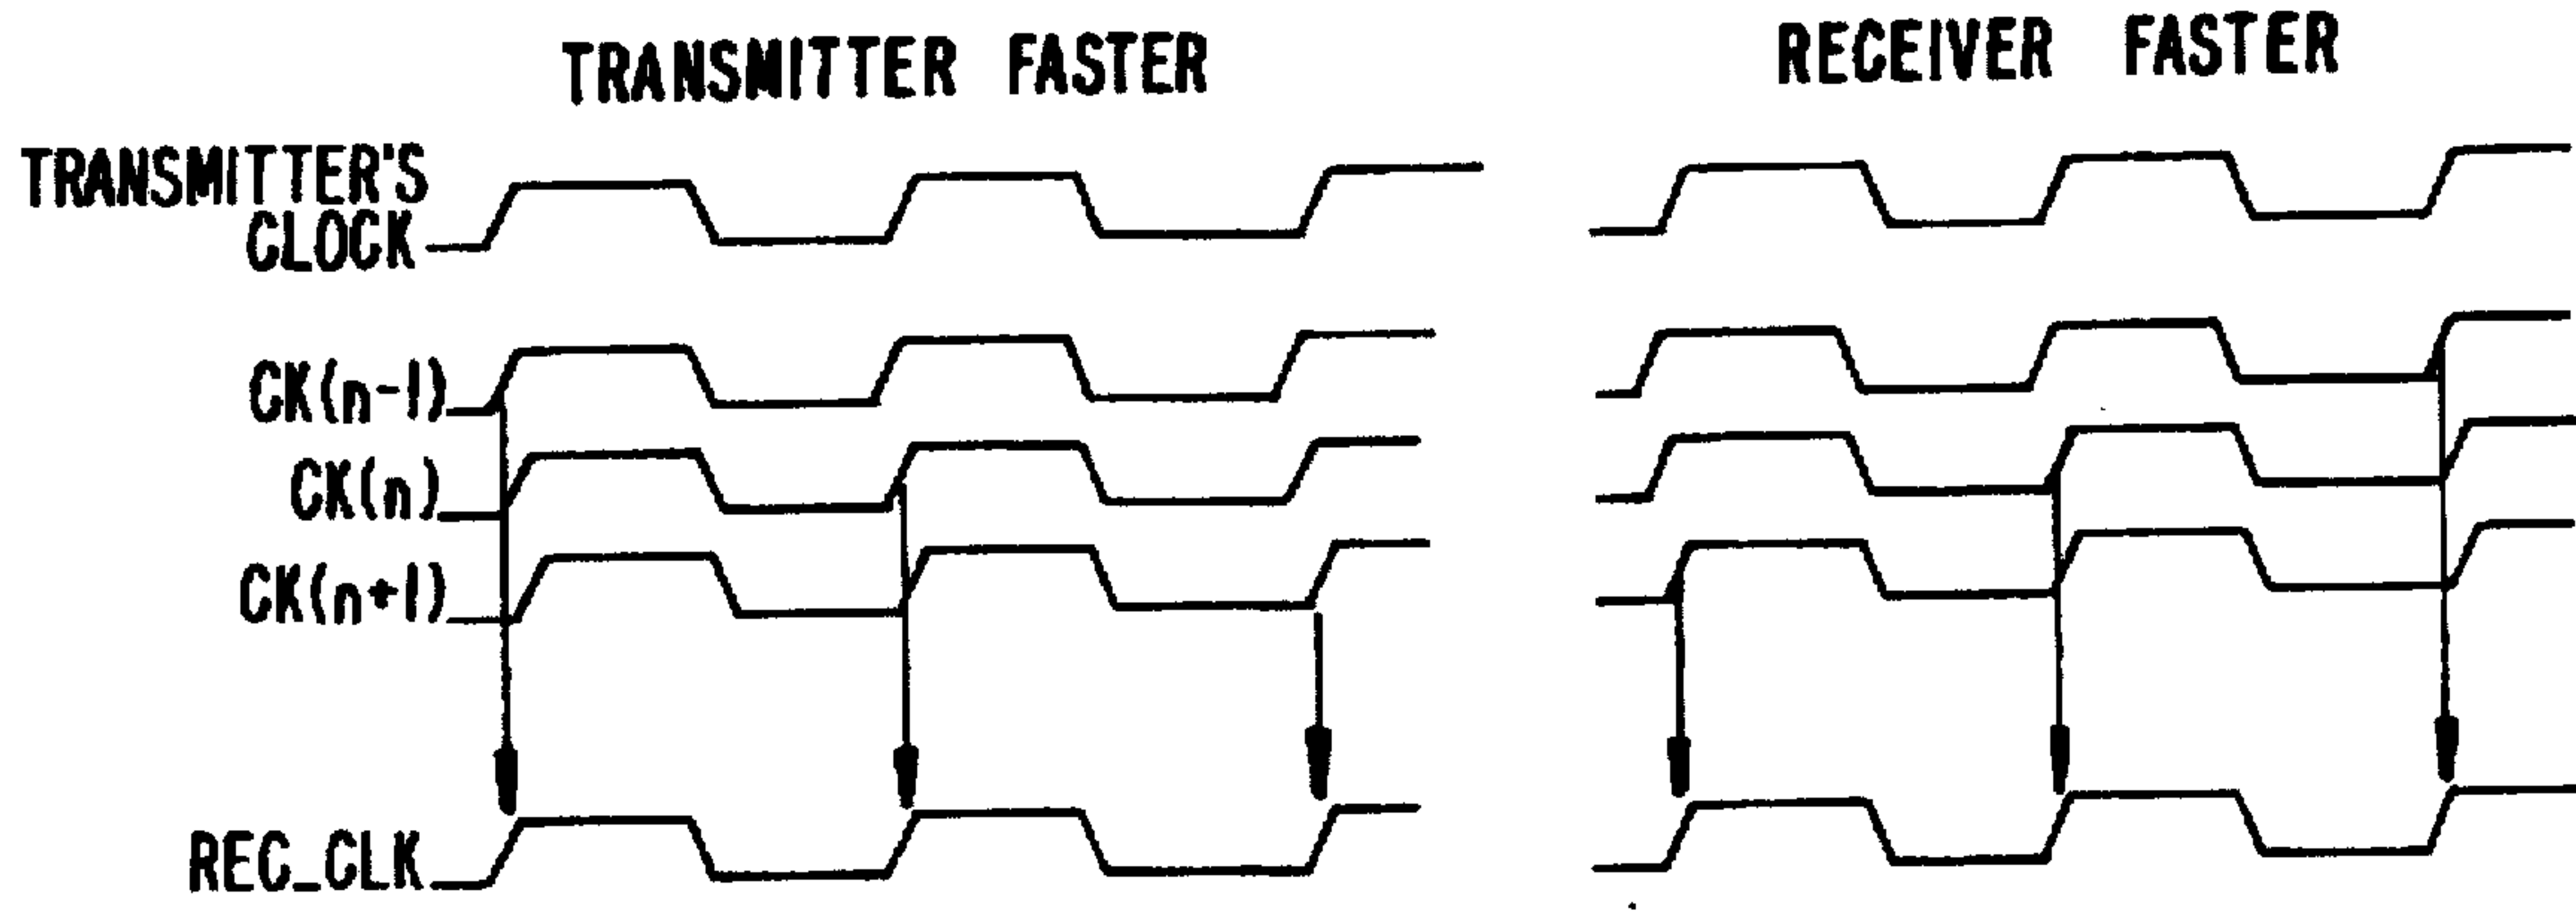 TRANSMITTER FASTER
RECEIVER FASTER
TRANSMITTER'S
CLOCK
CK(n-1)
CK(n)
CK(n+1)
REC_CLK